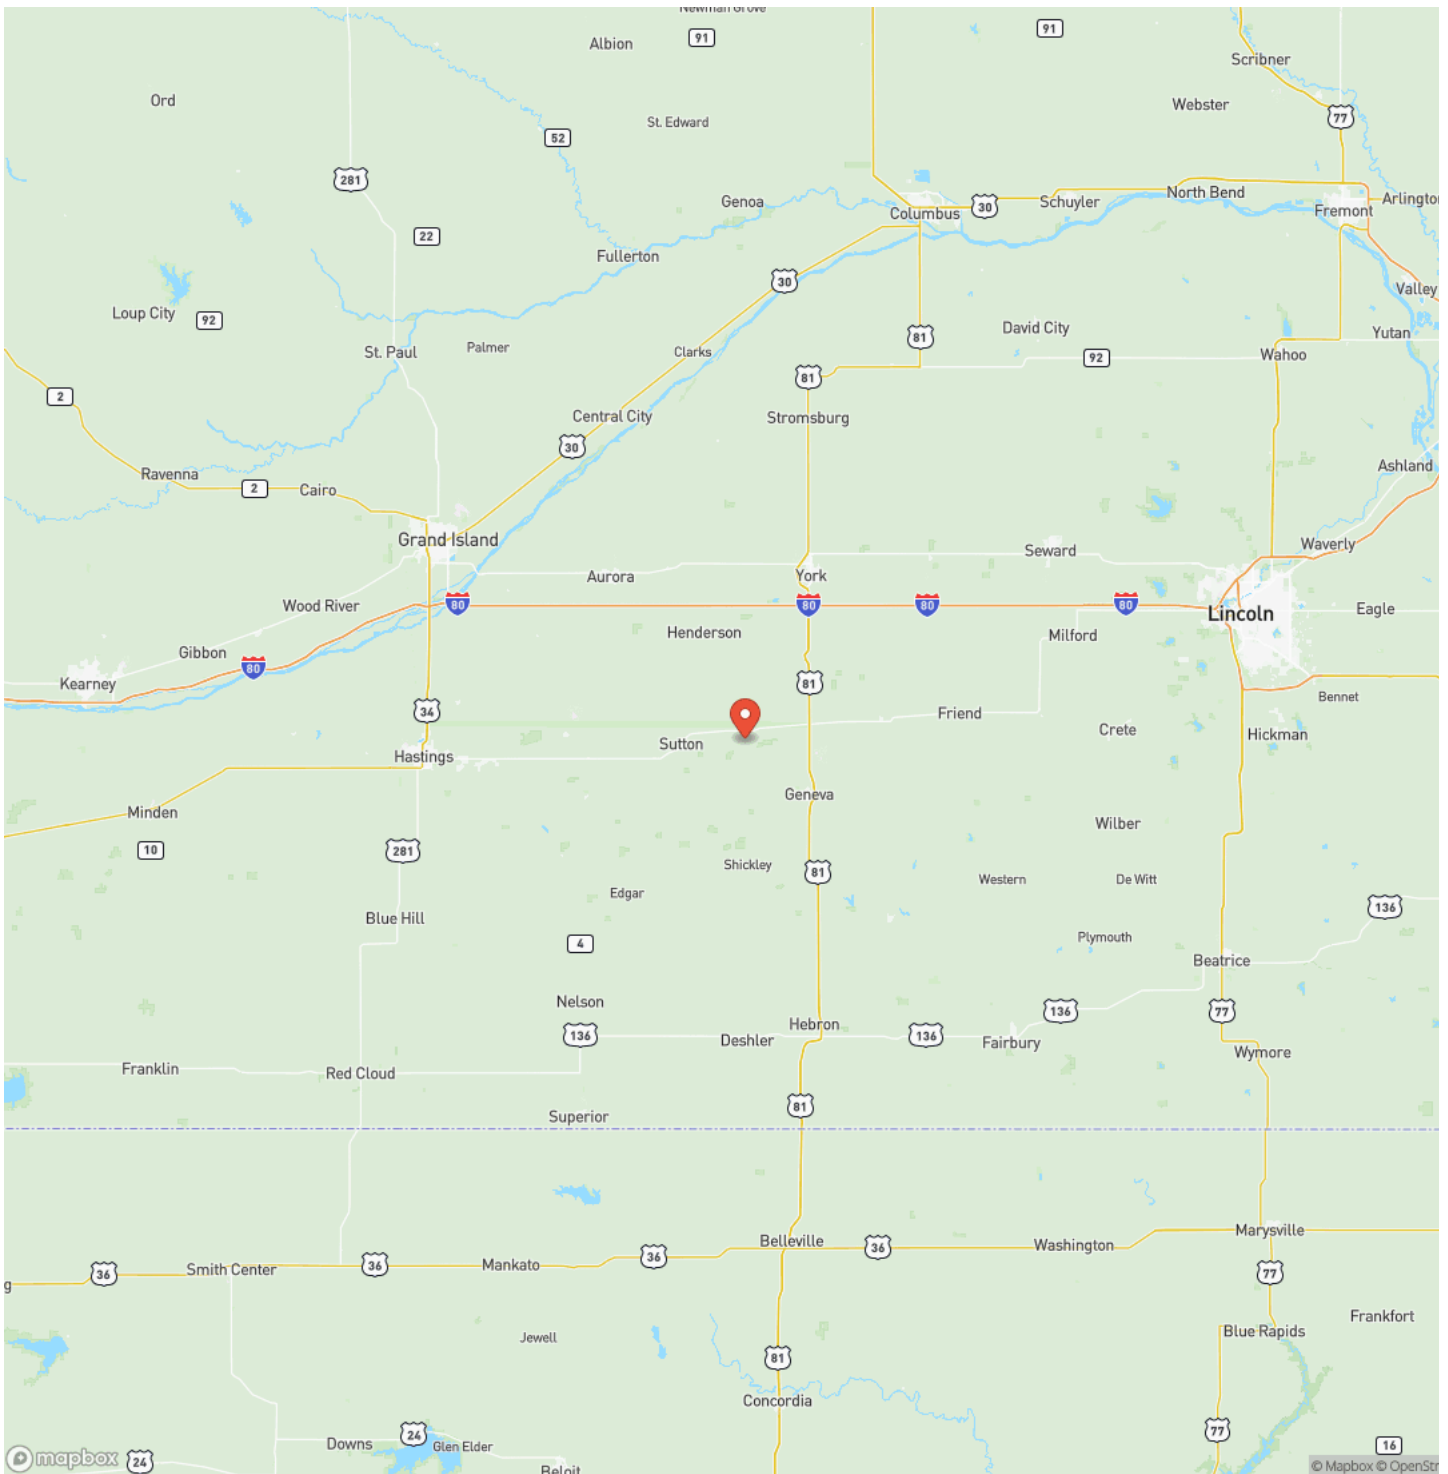 Newman Grove
Albion
91
91
Scribner
Ord
Webster
77
St. Edward
52
281
Genoa
Columbus
30
Schuyler
North Bend
Arlington
Fremont
22
Fullerton
30
Valley
Loup City
92
David City
Yutan
81
St. Paul
Palmer
Clarks
92
Wahoo
81
2
Central City
Stromsburg
30
Ashland
Ravenna
2
Cairo
Grand Island
Seward
Waverly
Aurora
York
Wood River
80
80
80
80
Lincoln
Eagle
Henderson
Milford
Gibbon
80
Kearney
81
Bennet
34
Friend
Crete
Hickman
Sutton
Hastings
Geneva
Minden
Wilber
10
281
Shickley
81
Western
De Witt
Edgar
136
Blue Hill
4
Plymouth
Beatrice
Nelson
136
77
Hebron
136
Deshler
136
Fairbury
Wymore
Franklin
Red Cloud
81
Superior
Marysville
Belleville
36
Washington
36
36
Mankato
Smith Center
36
77
g
Frankfort
Blue Rapids
Jewell
81
Concordia
77
24
Downs
Glen Elder
16
mapbox
24
Beloit
© Mapbox © OpenStr